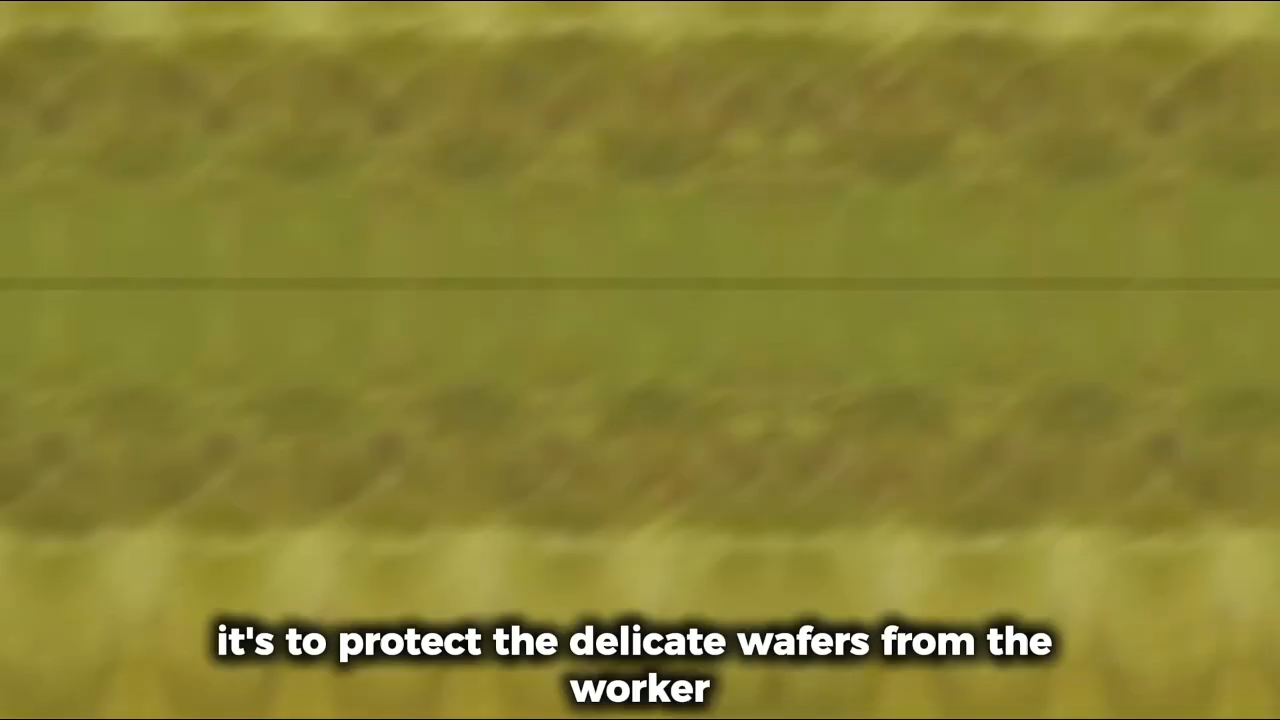 it's to protect the delicate wafers from the
worker